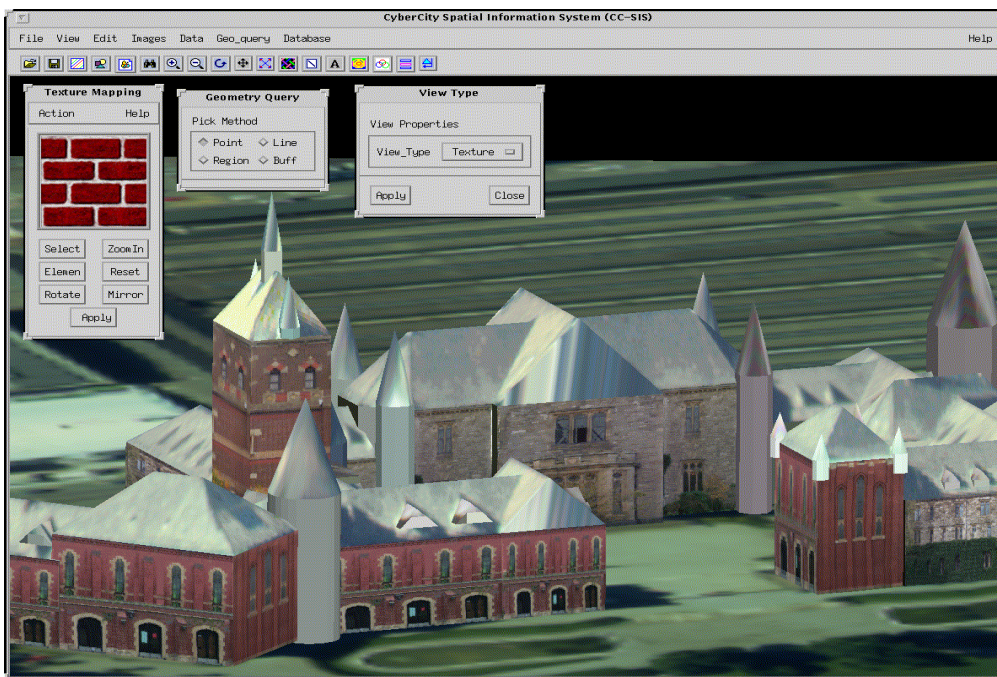 CyberCity Spatial Information System (CC-SIS)
File View Edit Images Data Geo_query Database Help
A
Texture Mapping
Action Help
Select ZoomIn
Elemen Reset
Rotate Mirror
Apply
Geometry Query
Pick Method
Point Line
Region Buff
View Type
View Properties
View_Type Texture
Apply Close